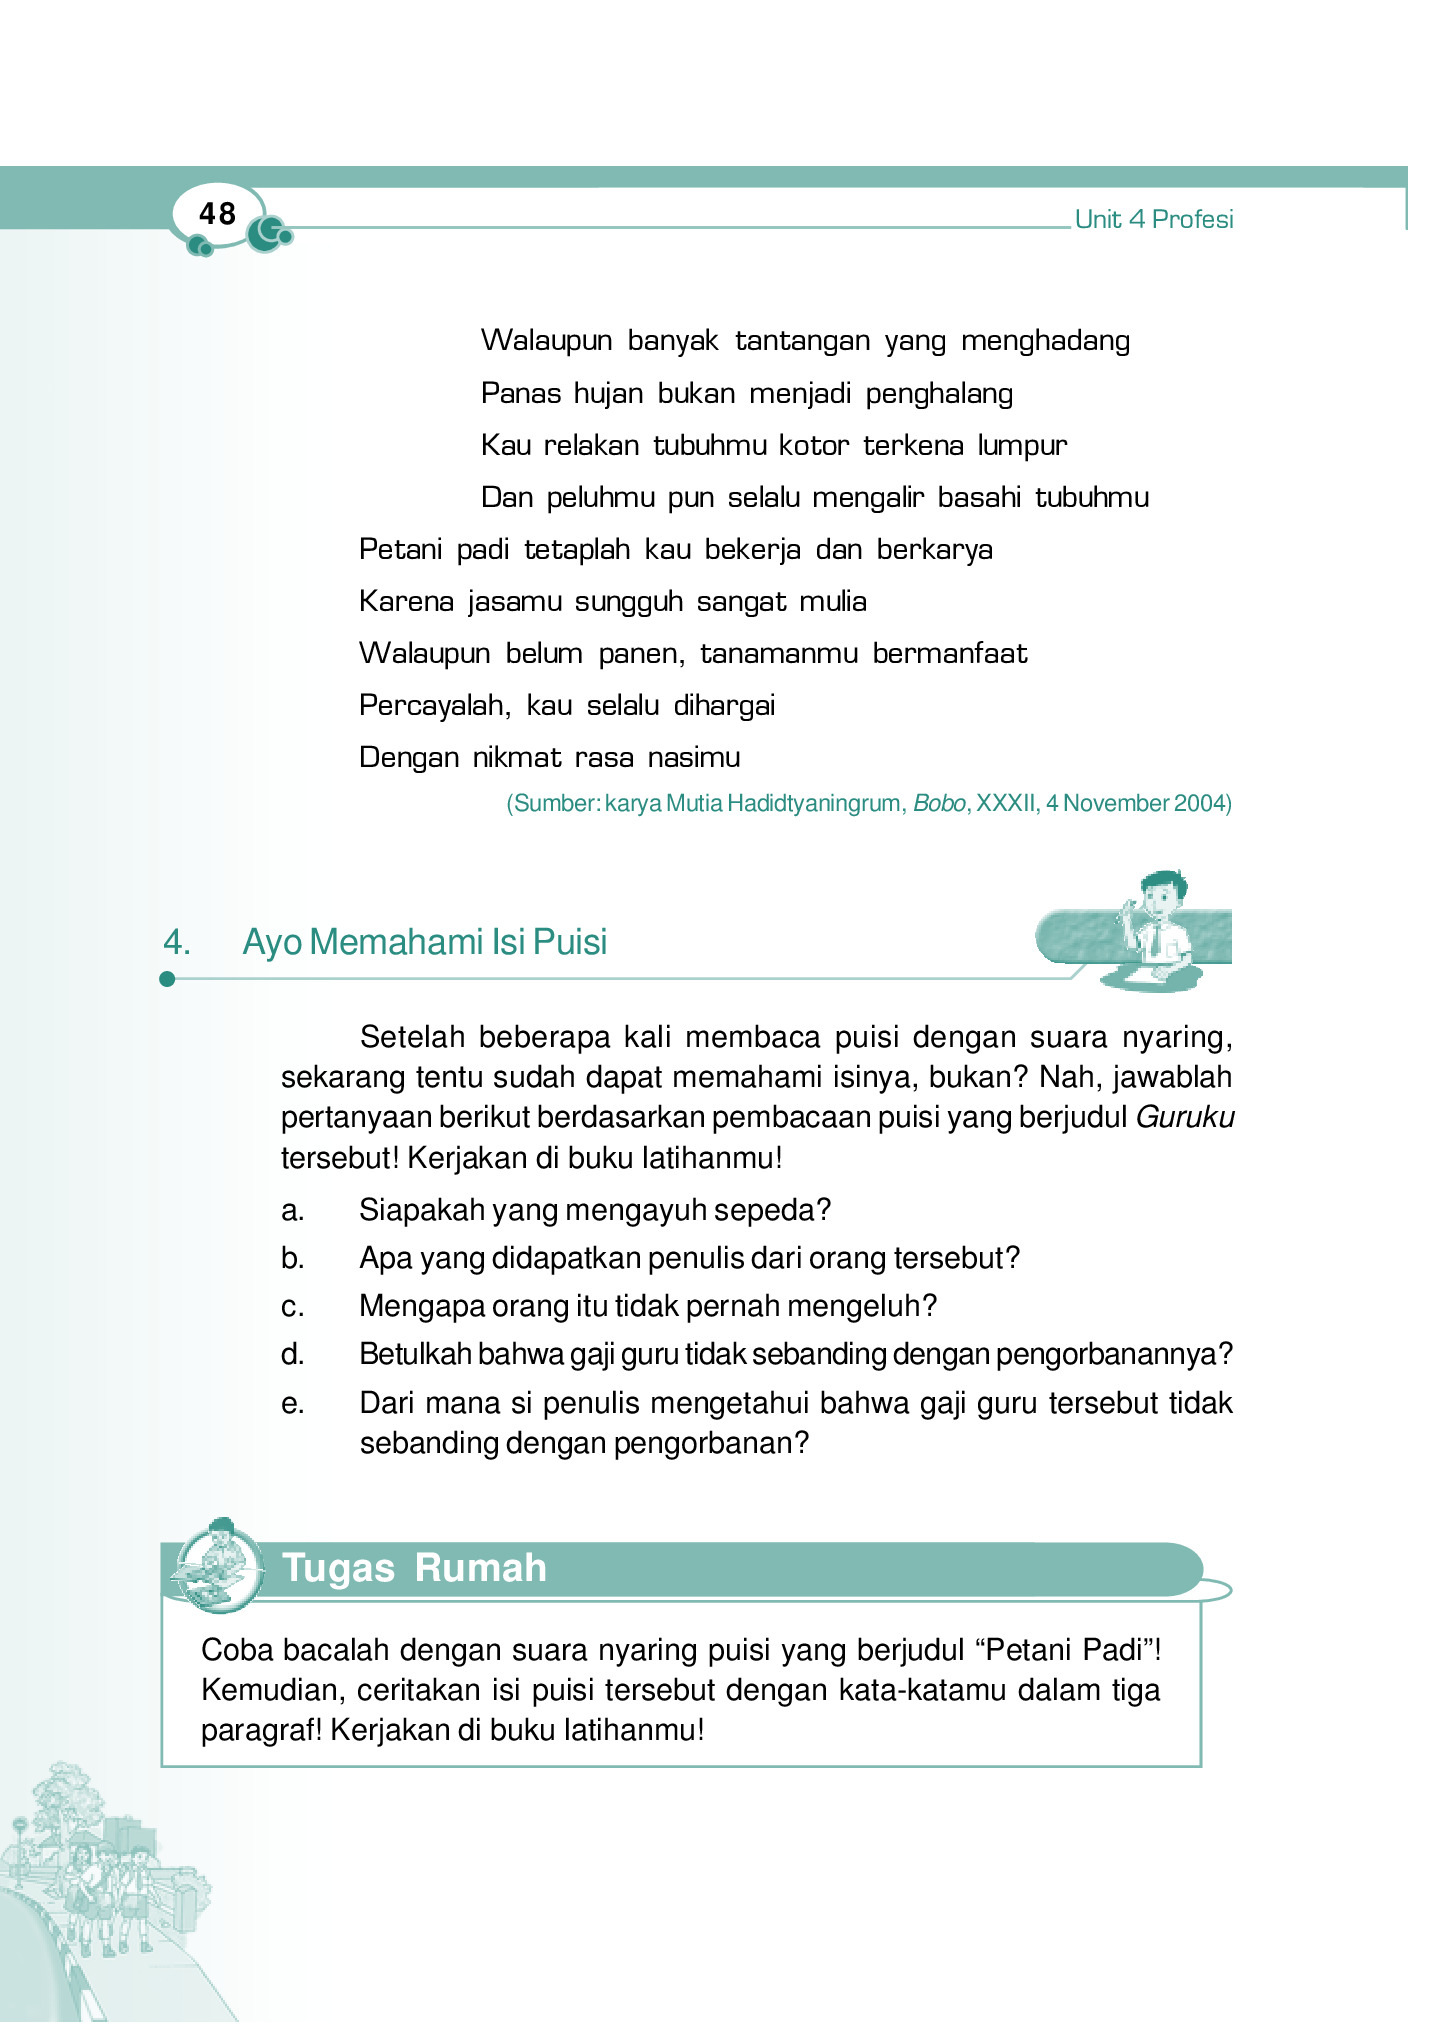 48
Unit 4 Profesi
Walaupun banyak tantangan yang menghadang
Panas hujan bukan menjadi penghalang
Kau relakan tubuhmu kotor terkena lumpur
Dan peluhmu pun selalu mengalir basahi tubuhmu
Petani padi tetaplah kau bekerja dan berkarya
Karena jasamu sungguh sangat mulia
Walaupun belum panen, tanamanmu bermanfaat
Percayalah, kau selalu dihargai
Dengan nikmat rasa nasimu
(Sumber: karya Mutia Hadidtyaningrum, Bobo, XXXII, 4 November 2004)
4. Ayo Memahami Isi Puisi
Setelah beberapa kali membaca puisi dengan suara nyaring,
sekarang tentu sudah dapat memahami isinya, bukan? Nah, jawablah
pertanyaan berikut berdasarkan pembacaan puisi yang berjudul Guruku
tersebut! Kerjakan di buku latihanmu!
a. Siapakah yang mengayuh sepeda?
b. Apa yang didapatkan penulis dari orang tersebut?
c. Mengapa orang itu tidak pernah mengeluh?
d. Betulkah bahwa gaji guru tidak sebanding dengan pengorbanannya?
e. Dari mana si penulis mengetahui bahwa gaji guru tersebut tidak
sebanding dengan pengorbanan?
Tugas Rumah
Coba bacalah dengan suara nyaring puisi yang berjudul “Petani Padi”!
Kemudian, ceritakan isi puisi tersebut dengan kata-katamu dalam tiga
paragraf! Kerjakan di buku latihanmu!